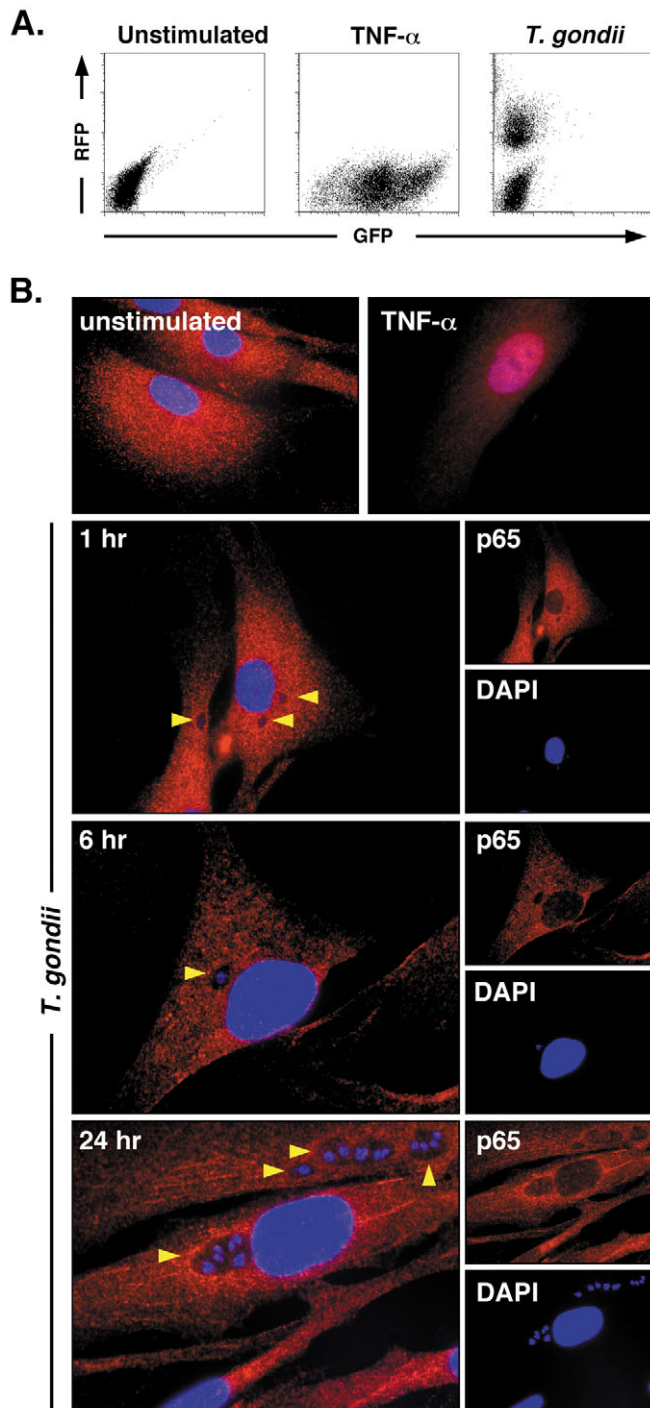 A.
Unstimulated
TNF-α
T. gondii
RFP
GFP
B.
unstimulated
TNF-α
1 hr
p65
DAPI
6 hr
p65
DAPI
24 hr
p65
DAPI
T. gondii